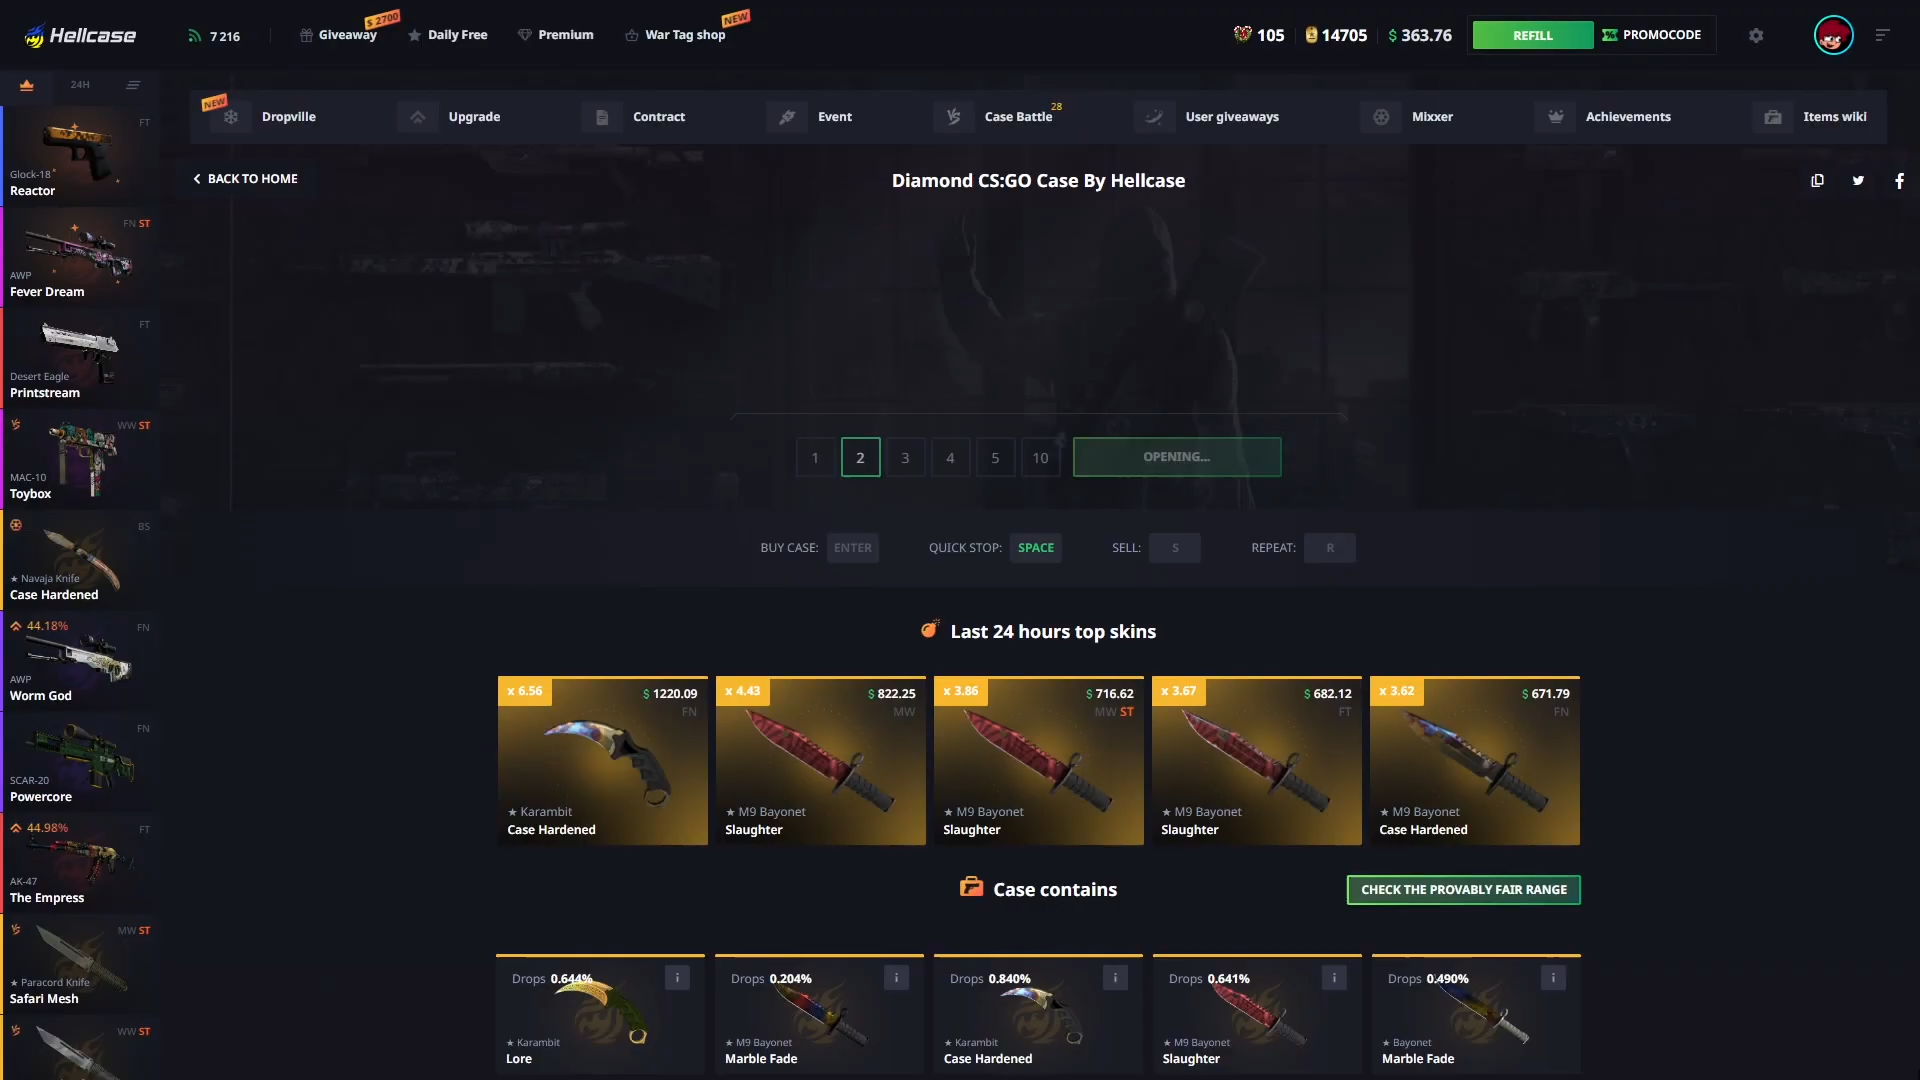 Hellcase
7 216
Giveaway
$ 2700
Daily Free
Premium
War Tag shop
NEW
105
14705
$ 363.76
REFILL
PROMOCODE
24H
NEW
Dropville
Upgrade
Contract
Event
Case Battle
28
User giveaways
Mixxer
Achievements
Items wiki
BACK TO HOME
Diamond CS:GO Case By Hellcase
FT
Glock-18
Reactor
FN ST
AWP
Fever Dream
FT
Desert Eagle
Printstream
WW ST
MAC-10
Toybox
BS
★ Navaja Knife
Case Hardened
44.18%
FN
AWP
Worm God
FN
SCAR-20
Powercore
44.98%
FT
AK-47
The Empress
MW ST
★ Paracord Knife
Safari Mesh
WW ST
1
2
3
4
5
10
OPENING...
BUY CASE: ENTER
QUICK STOP: SPACE
SELL: S
REPEAT: R
Last 24 hours top skins
x 6.56
$ 1220.09
FN
★ Karambit
Case Hardened
x 4.43
$ 822.25
MW
★ M9 Bayonet
Slaughter
x 3.86
$ 716.62
MW ST
★ M9 Bayonet
Slaughter
x 3.67
$ 682.12
FT
★ M9 Bayonet
Slaughter
x 3.62
$ 671.79
FN
★ M9 Bayonet
Case Hardened
Case contains
CHECK THE PROVABLY FAIR RANGE
Drops 0.644%
i
★ Karambit
Lore
Drops 0.204%
i
★ M9 Bayonet
Marble Fade
Drops 0.840%
i
★ Karambit
Case Hardened
Drops 0.641%
i
★ M9 Bayonet
Slaughter
Drops 0.490%
i
★ Bayonet
Marble Fade